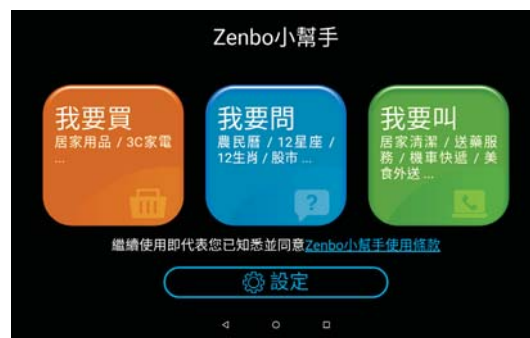 Zenbo小幫手
我要買
居家用品 / 3C家電
...
我要問
農民曆 / 12星座 /
12生肖 / 股市 ...
我要叫
居家清潔 / 送藥服
務 / 機車快遞 / 美
食外送 ...
?
繼續使用即代表您已知悉並同意Zenbo小幫手使用條款
設定